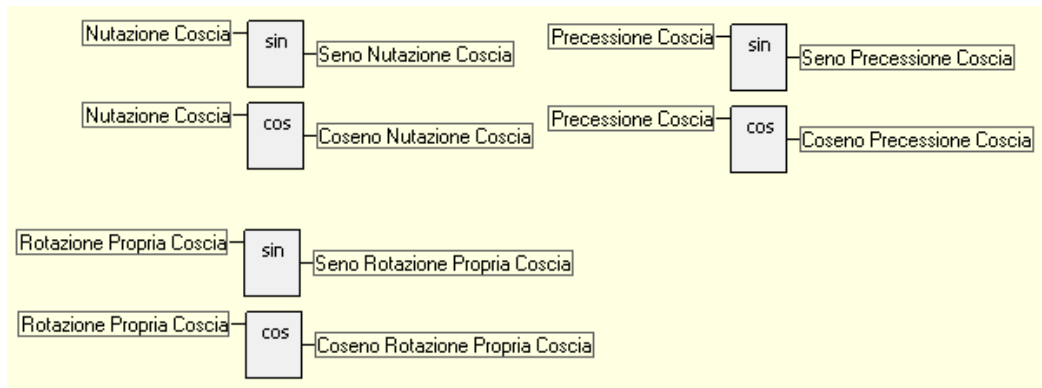 Nutazione Coscia
sin
Seno Nutazione Coscia
Nutazione Coscia
cos
Coseno Nutazione Coscia
Precessione Coscia
sin
Seno Precessione Coscia
Precessione Coscia
cos
Coseno Precessione Coscia
Rotazione Propria Coscia
sin
Seno Rotazione Propria Coscia
Rotazione Propria Coscia
cos
Coseno Rotazione Propria Coscia